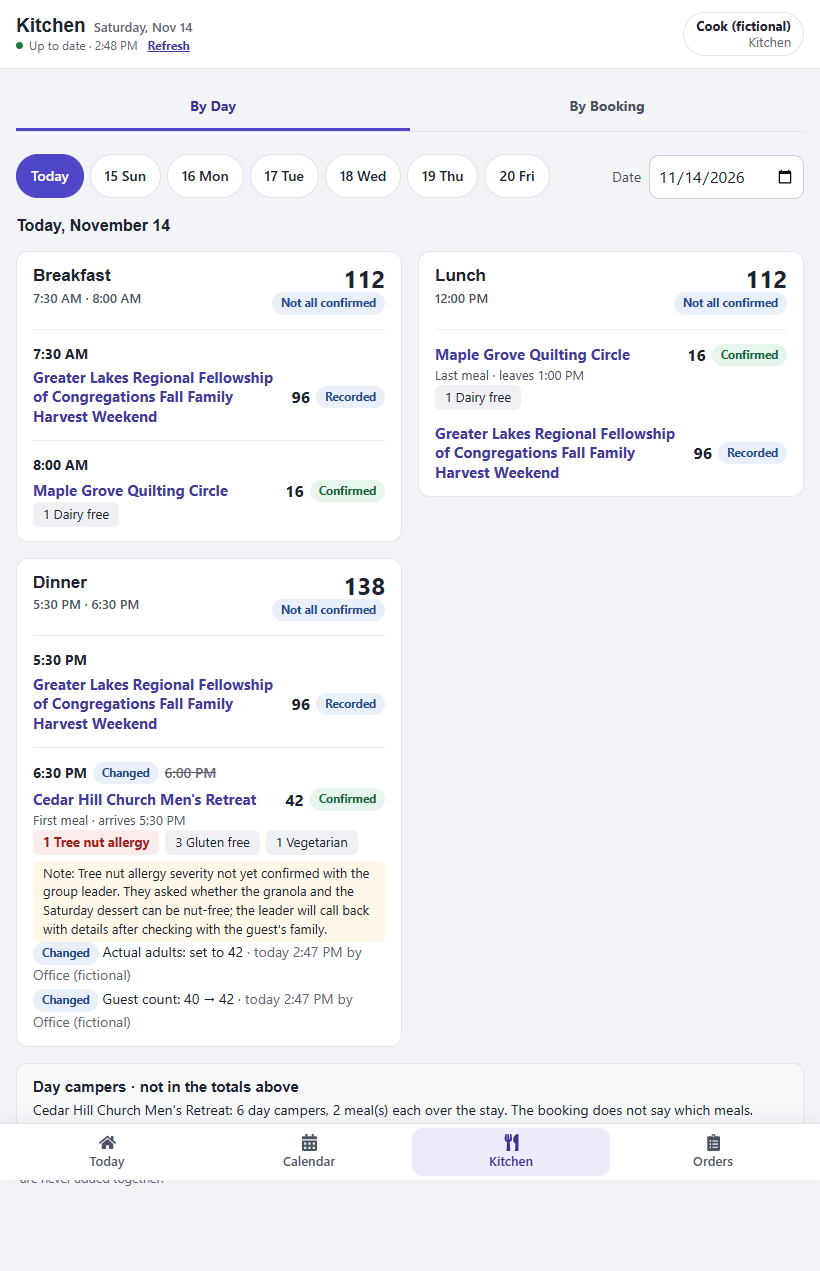 Kitchen Saturday, Nov 14
Up to date · 2:48 PM Refresh
Cook (fictional)
Kitchen
By Day
By Booking
Today
15 Sun
16 Mon
17 Tue
18 Wed
19 Thu
20 Fri
Date
11/14/2026
Today, November 14
Breakfast
112
7:30 AM · 8:00 AM
Not all confirmed
7:30 AM
Greater Lakes Regional Fellowship
of Congregations Fall Family
Harvest Weekend
96 Recorded
8:00 AM
Maple Grove Quilting Circle
16 Confirmed
1 Dairy free
Lunch
112
12:00 PM
Not all confirmed
Maple Grove Quilting Circle
16 Confirmed
Last meal · leaves 1:00 PM
1 Dairy free
Greater Lakes Regional Fellowship
of Congregations Fall Family
Harvest Weekend
96 Recorded
Dinner
138
5:30 PM · 6:30 PM
Not all confirmed
5:30 PM
Greater Lakes Regional Fellowship
of Congregations Fall Family
Harvest Weekend
96 Recorded
6:30 PM Changed 6:00 PM
Cedar Hill Church Men's Retreat
42 Confirmed
First meal · arrives 5:30 PM
1 Tree nut allergy
3 Gluten free
1 Vegetarian
Note: Tree nut allergy severity not yet confirmed with the
group leader. They asked whether the granola and the
Saturday dessert can be nut-free; the leader will call back
with details after checking with the guest's family.
Changed Actual adults: set to 42 · today 2:47 PM by
Office (fictional)
Changed Guest count: 40 → 42 · today 2:47 PM by
Office (fictional)
Day campers · not in the totals above
Cedar Hill Church Men's Retreat: 6 day campers, 2 meal(s) each over the stay. The booking does not say which meals.
Today
Calendar
Kitchen
Orders
are never added together.